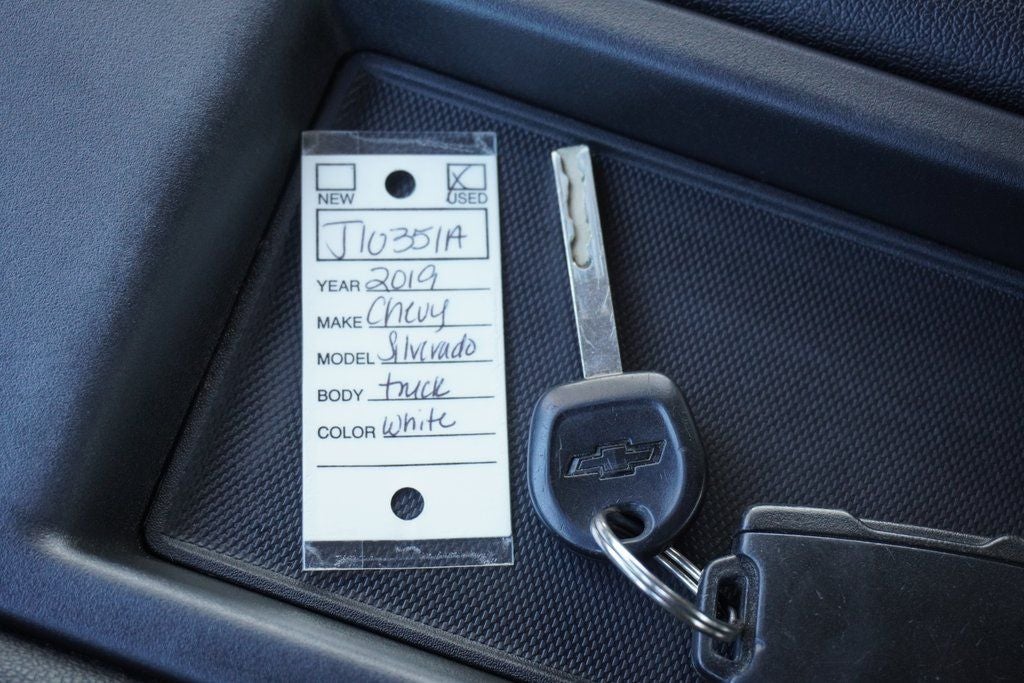 NEW USED
J10351A
YEAR 2019
MAKE Chevy
MODEL Silverado
BODY truck
COLOR White